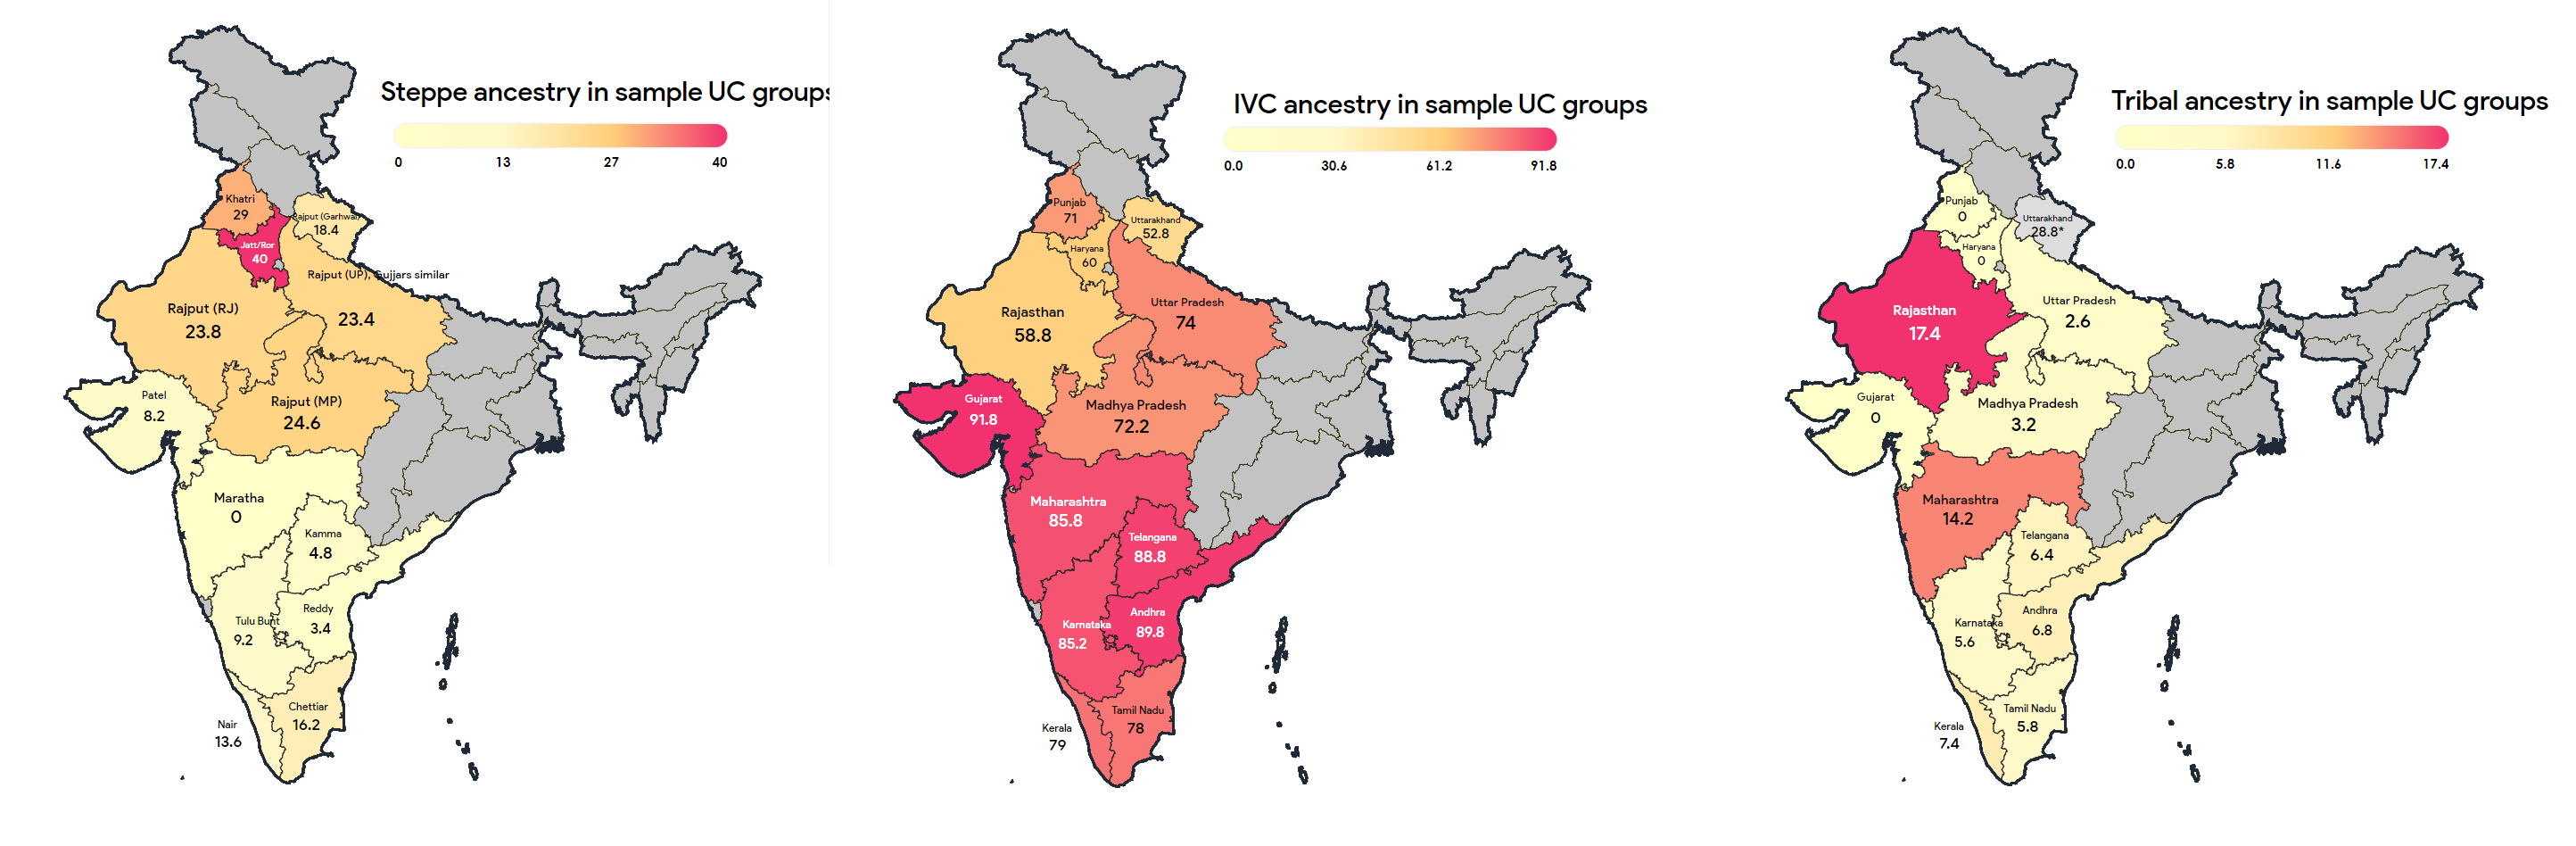 Steppe ancestry in sample UC groups
0 13 27 40
Khatri
29
Rajput (Garhwal)
18.4
Jatt/Ror
40
Rajput (UP), Gujjars similar
23.4
Rajput (RJ)
23.8
Patel
8.2
Rajput (MP)
24.6
Maratha
0
Kamma
4.8
Reddy
3.4
Tulu Bunt
9.2
Chettiar
16.2
Nair
13.6
IVC ancestry in sample UC groups
0.0 30.6 61.2 91.8
Punjab
71
Uttarakhand
52.8
Haryana
60
Rajasthan
58.8
Uttar Pradesh
74
Gujarat
91.8
Madhya Pradesh
72.2
Maharashtra
85.8
Telangana
88.8
Andhra
89.8
Karnataka
85.2
Tamil Nadu
78
Kerala
79
Tribal ancestry in sample UC groups
0.0 5.8 11.6 17.4
Punjab
0
Uttarakhand
28.8*
Haryana
0
Rajasthan
17.4
Uttar Pradesh
2.6
Gujarat
0
Madhya Pradesh
3.2
Maharashtra
14.2
Telangana
6.4
Andhra
6.8
Karnataka
5.6
Tamil Nadu
5.8
Kerala
7.4